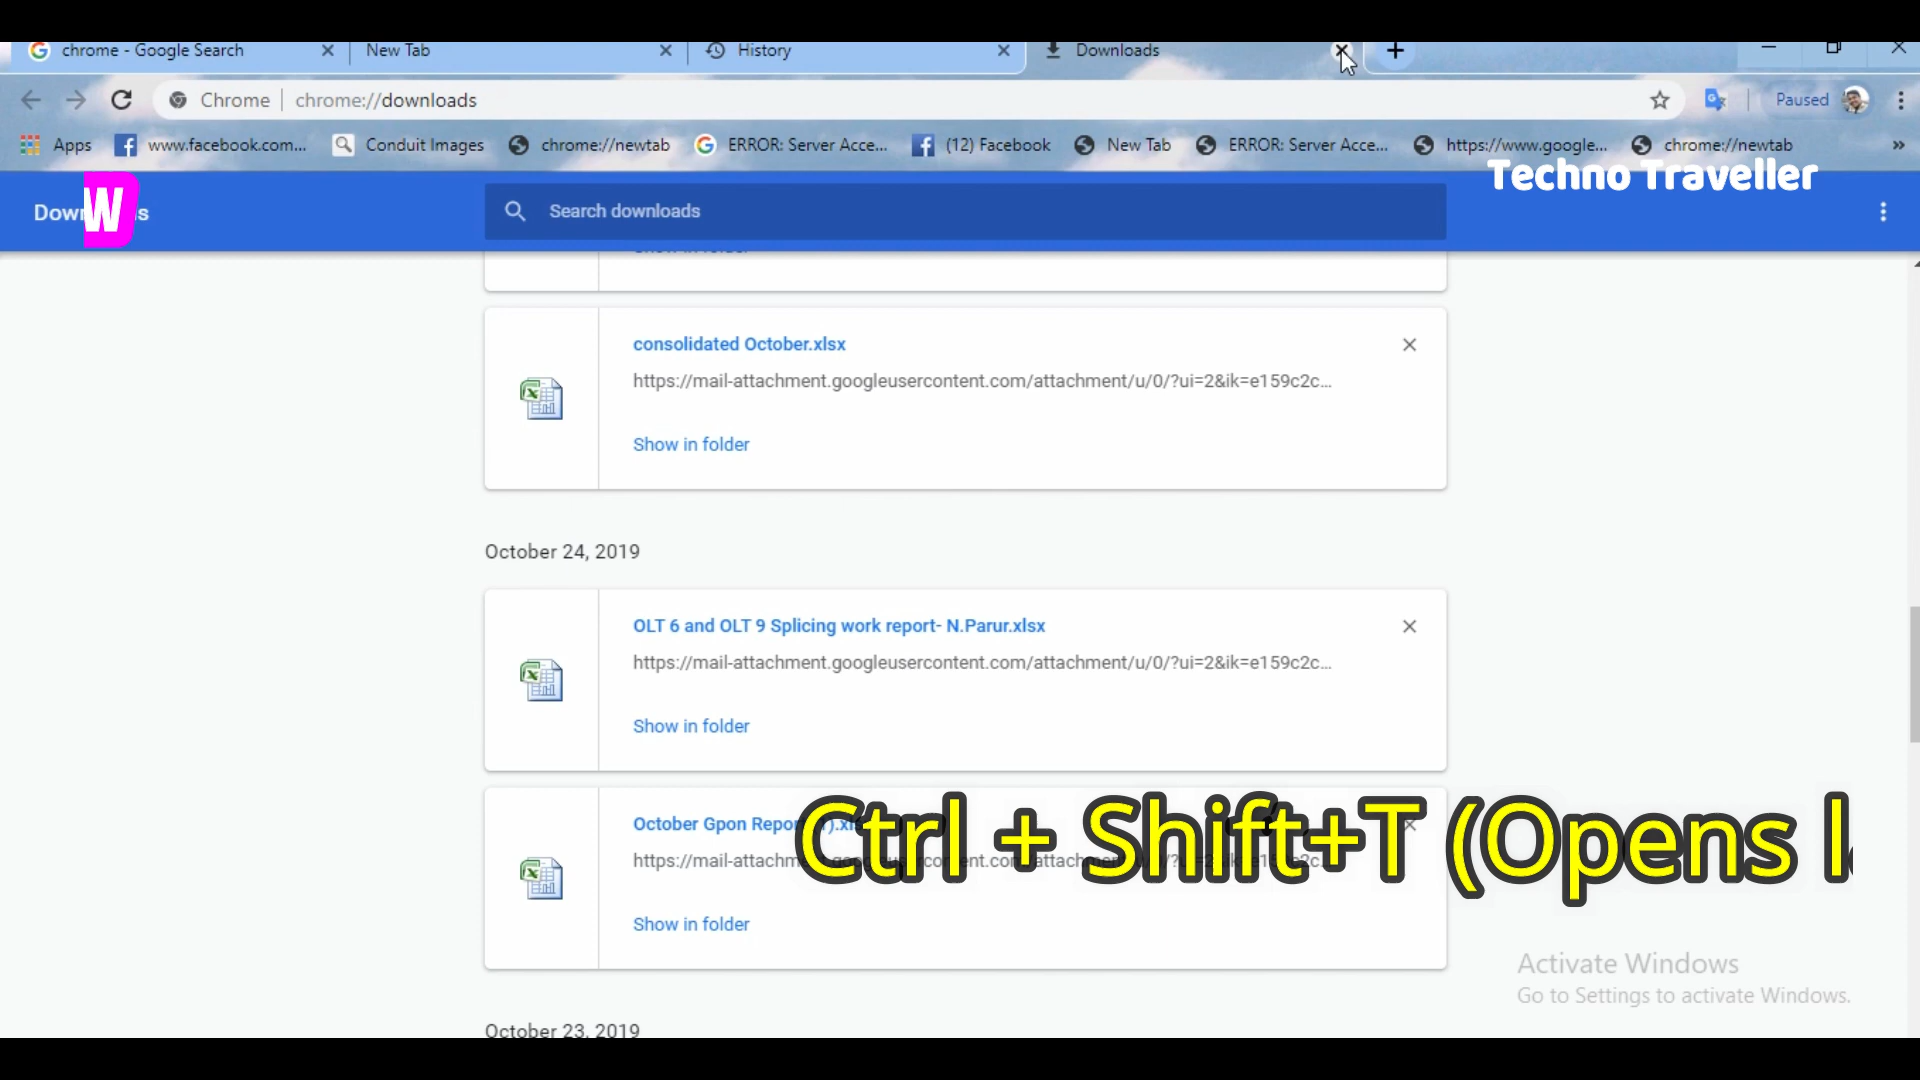 chrome - Google Search
New Tab
History
Downloads
Chrome
chrome://downloads
Paused
Apps
www.facebook.com...
Conduit Images
chrome://newtab
ERROR: Server Acce...
(12) Facebook
New Tab
ERROR: Server Acce...
https://www.google...
chrome://newtab
»
Techno Traveller
W
Search downloads
consolidated October.xlsx
https://mail-attachment.googleusercontent.com/attachment/u/0/?ui=2&ik=e159c2c...
Show in folder
October 24, 2019
OLT 6 and OLT 9 Splicing work report- N.Parur.xlsx
https://mail-attachment.googleusercontent.com/attachment/u/0/?ui=2&ik=e159c2c...
Show in folder
October Gpon
Ctrl + Shift+T (Opens
Show in folder
Activate Windows
Go to Settings to activate Windows.
October 23, 2019